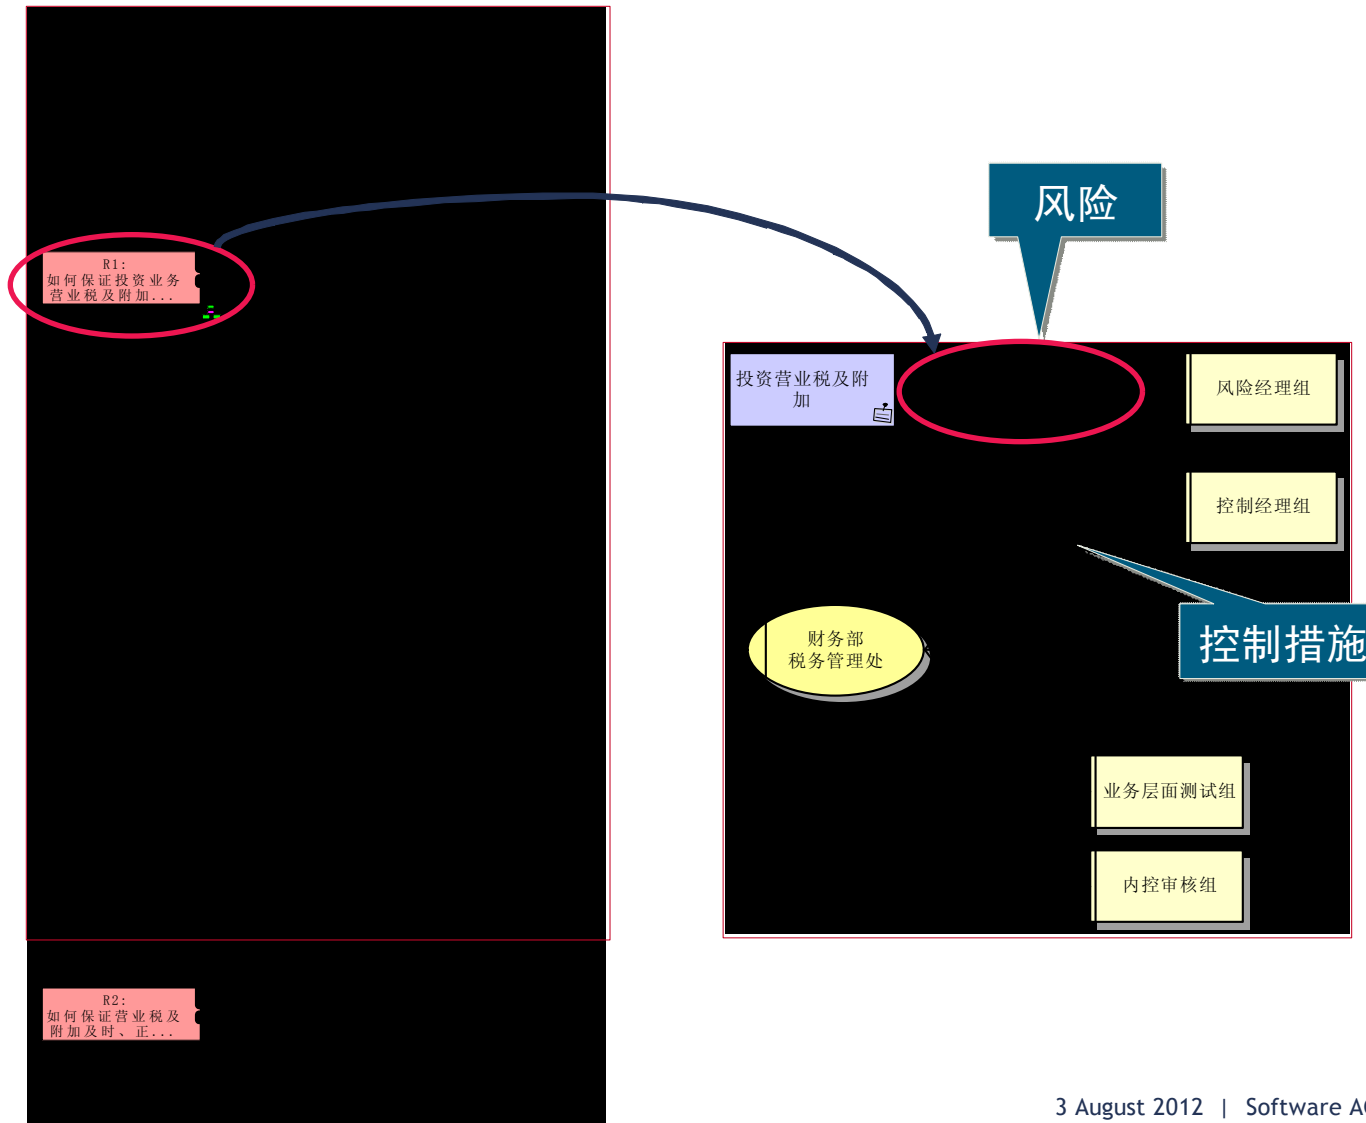 风险
R1:
如何保证投资业务
营业税及附加...
投资营业税及附
加
风险经理组
控制经理组
财务部
税务管理处
控制措施
业务层面测试组
内控审核组
R2:
如何保证营业税及
附加及时、正...
3 August 2012 | Software A